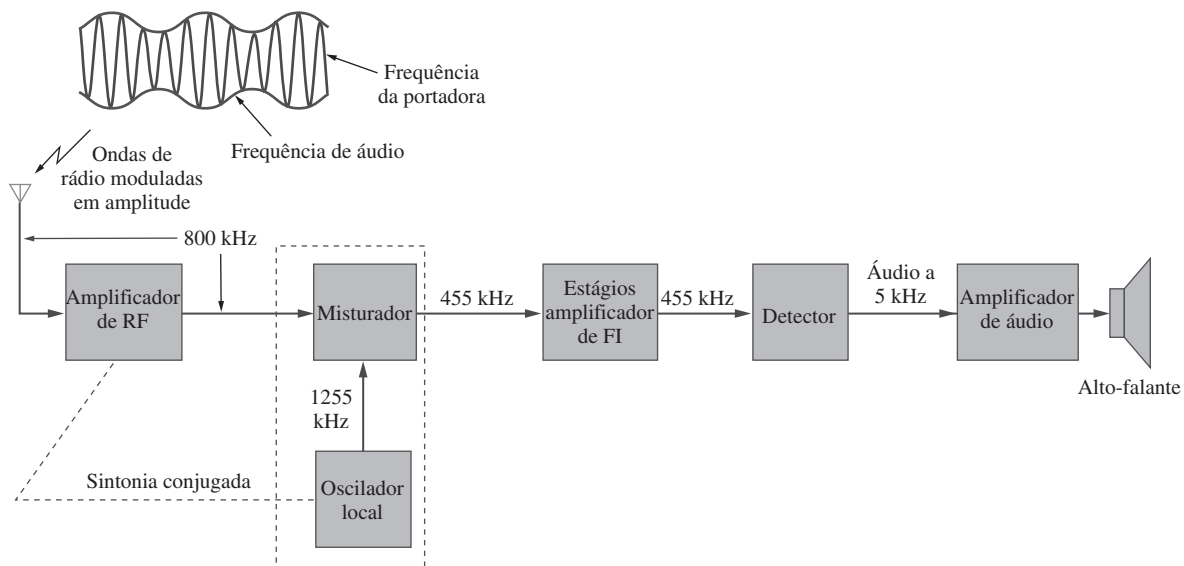 Frequência
da portadora
Frequência de áudio
Ondas de
rádio moduladas
em amplitude
800 kHz
Amplificador
de RF
Misturador
455 kHz
Estágios
amplificador
de FI
455 kHz
Detector
Áudio a
5 kHz
Amplificador
de áudio
Alto-falante
1255
kHz
Sintonia conjugada
Oscilador
local